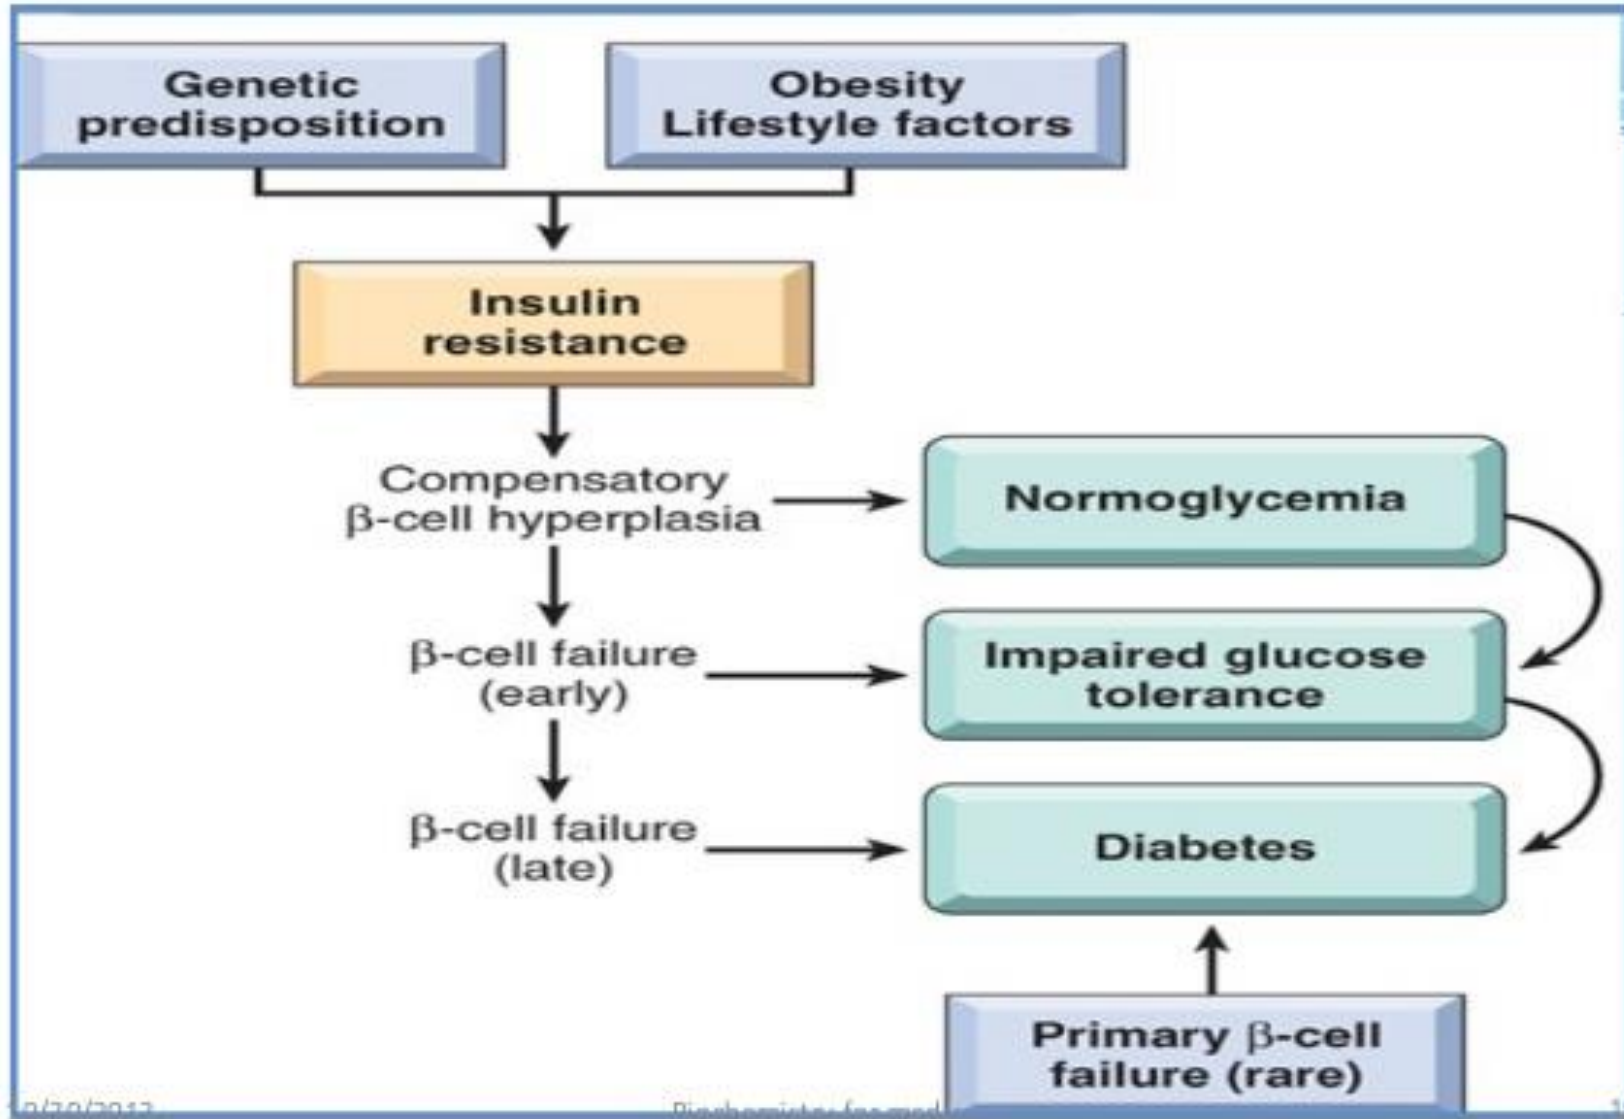 Genetic
predisposition
Obesity
Lifestyle factors
Insulin
resistance
Compensatory
β-cell hyperplasia
Normoglycemia
β-cell failure
(early)
Impaired glucose
tolerance
β-cell failure
(late)
Diabetes
Primary β-cell
failure (rare)